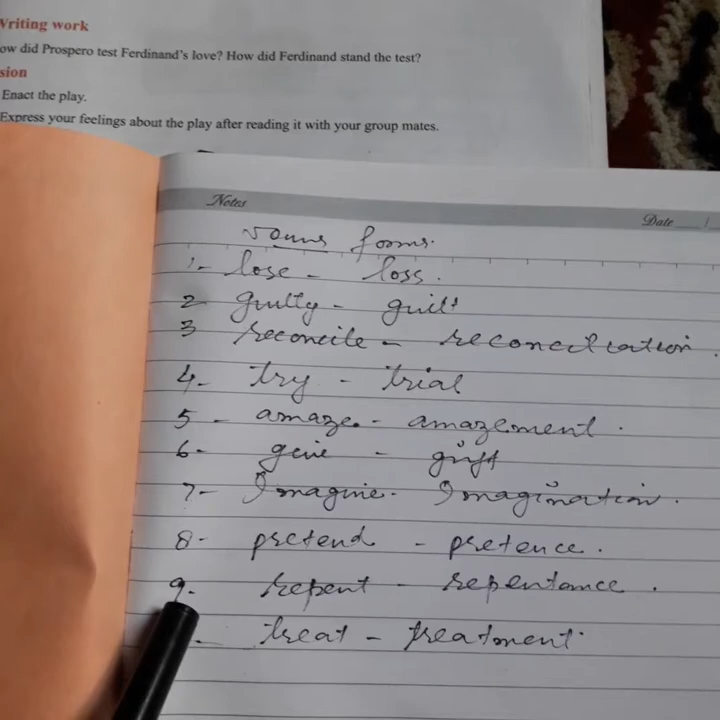 Writing work
ow did Prospero test Ferdinand's love? How did Ferdinand stand the test?
sion
Enact the play.
Express your feelings about the play after reading it with your group mates.
Notes
Date
Nouns forms.
1- lose - loss.
2 guilty - guilt
3 reconcile - reconciliation.
4- try - trial
5 - amaze - amazement.
6- give - gift
7- Imagine - Imagination.
8- pretend - pretence.
9- repent - repentance.
- treat - treatment